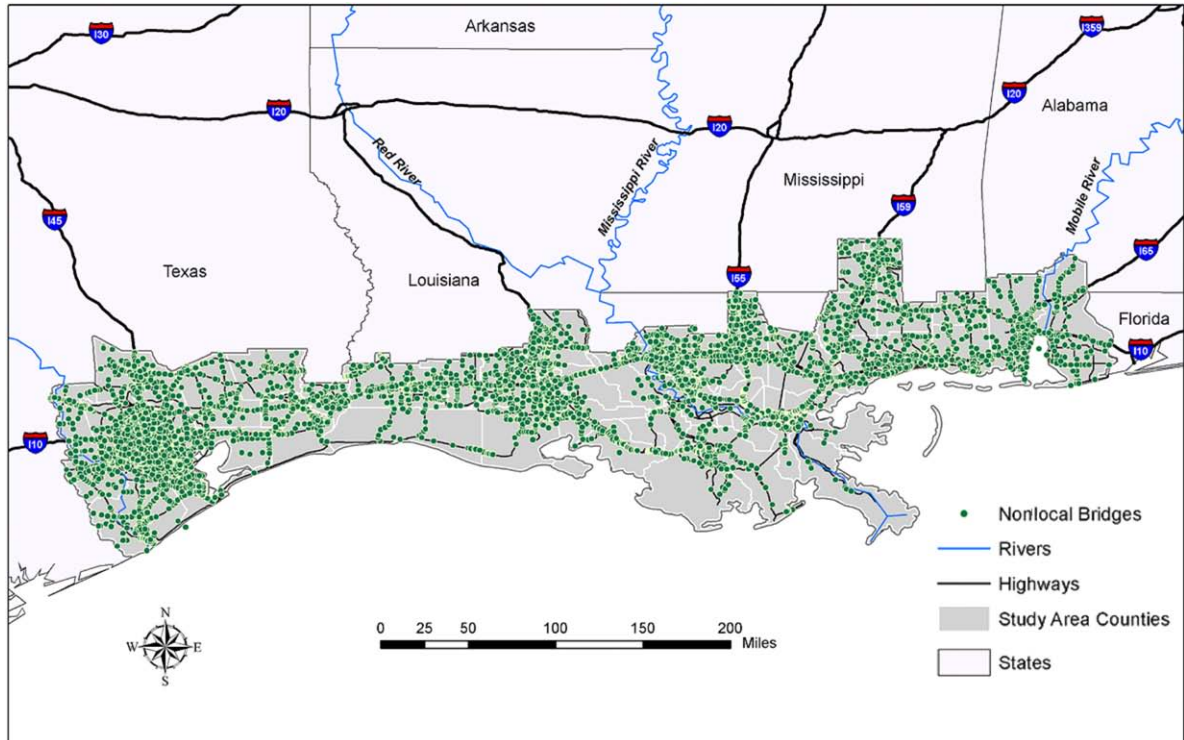 I30
Arkansas
I359
I20
I20
I20
Alabama
Red River
Mississippi River
Mississippi
Mobile River
I45
I59
I65
Texas
Louisiana
I55
Florida
I10
I10
Nonlocal Bridges
Rivers
Highways
Study Area Counties
States
N
W
E
S
0 25 50 100 150 200
Miles